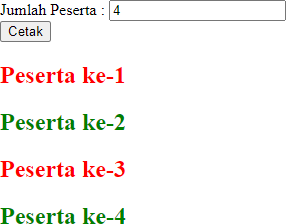 Jumlah Peserta : 4
Cetak
Peserta ke-1
Peserta ke-2
Peserta ke-3
Peserta ke-4